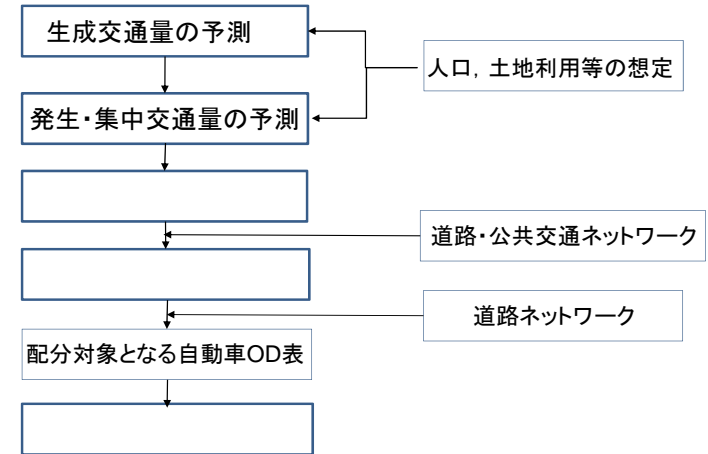 生成交通量の予測
人口，土地利用等の想定
発生・集中交通量の予測
道路・公共交通ネットワーク
道路ネットワーク
配分対象となる自動車OD表